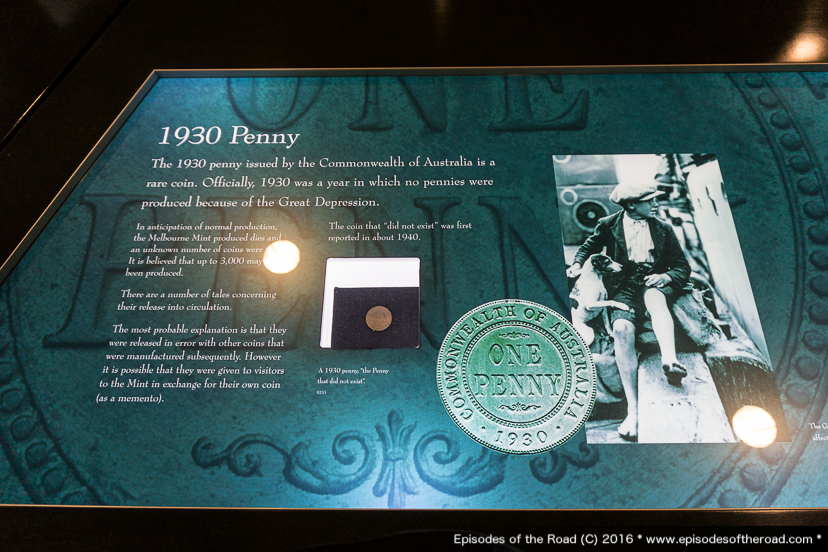 ONE
PENNY
1930 Penny
The 1930 penny issued by the Commonwealth of Australia is a
rare coin. Officially, 1930 was a year in which no pennies were
produced because of the Great Depression.
In anticipation of normal production,
the Melbourne Mint produced dies and
an unknown number of coins were
It is believed that up to 3,000 may
been produced.
There are a number of tales concerning
their release into circulation.
The most probable explanation is that they
were released in error with other coins that
were manufactured subsequently. However
it is possible that they were given to visitors
to the Mint in exchange for their own coin
(as a memento).
The coin that "did not exist" was first
reported in about 1940.
A 1930 penny, "the Penny
that did not exist".
COMMONWEALTH OF AUSTRALIA
ONE
PENNY
· 1930 ·
The
Episodes of the Road (C) 2016 * www.episodesoftheroad.com *